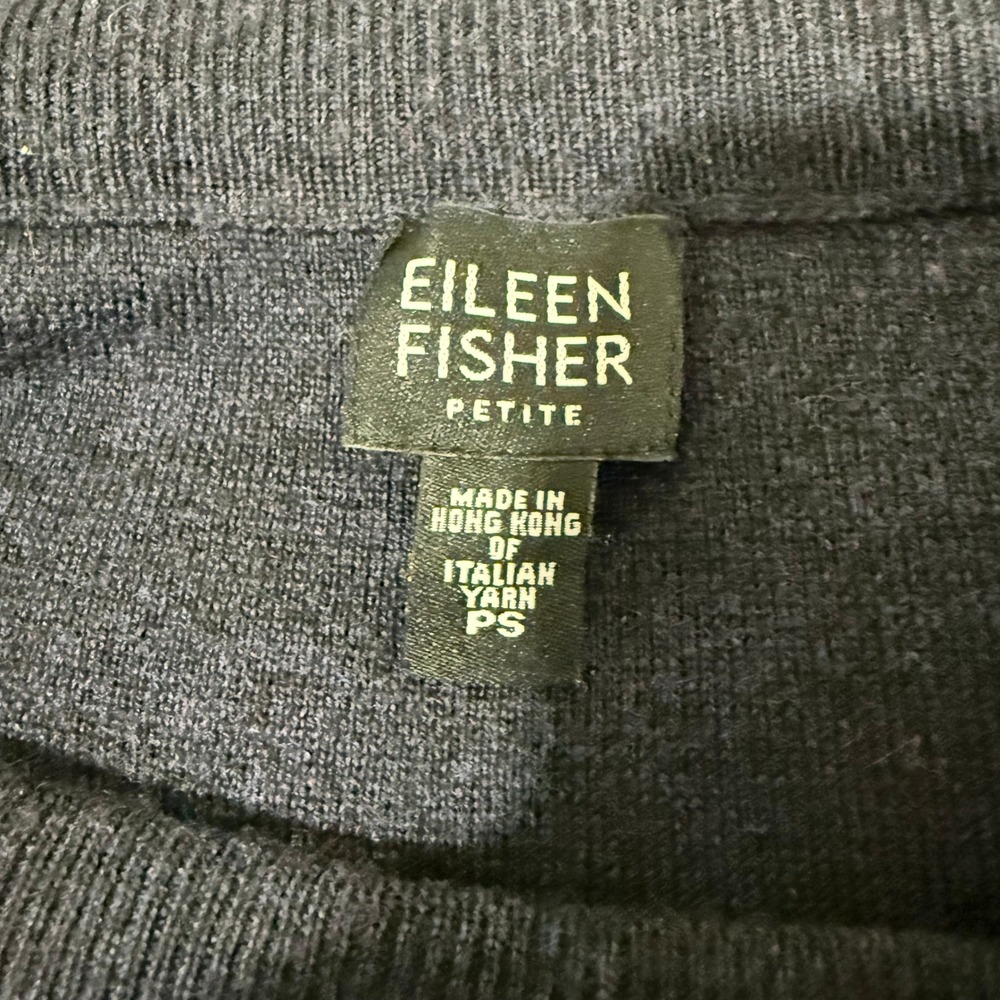 EILEEN
FISHER
PETITE
MADE IN
HONG KONG
OF
ITALIAN
YARN
PS